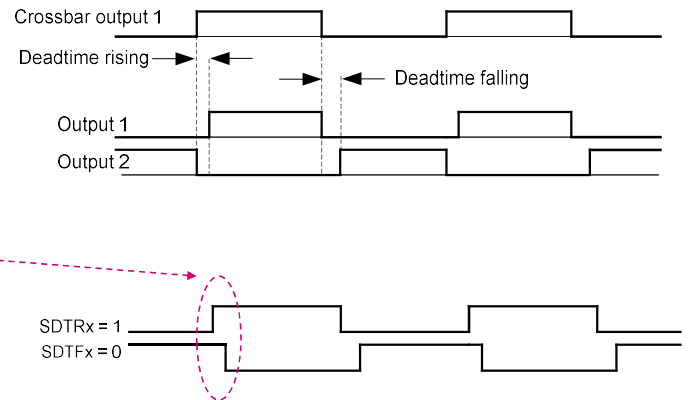 Crossbar output 1
Deadtime rising
Deadtime falling
Output 1
Output 2
SDTRx = 1
SDTFx = 0